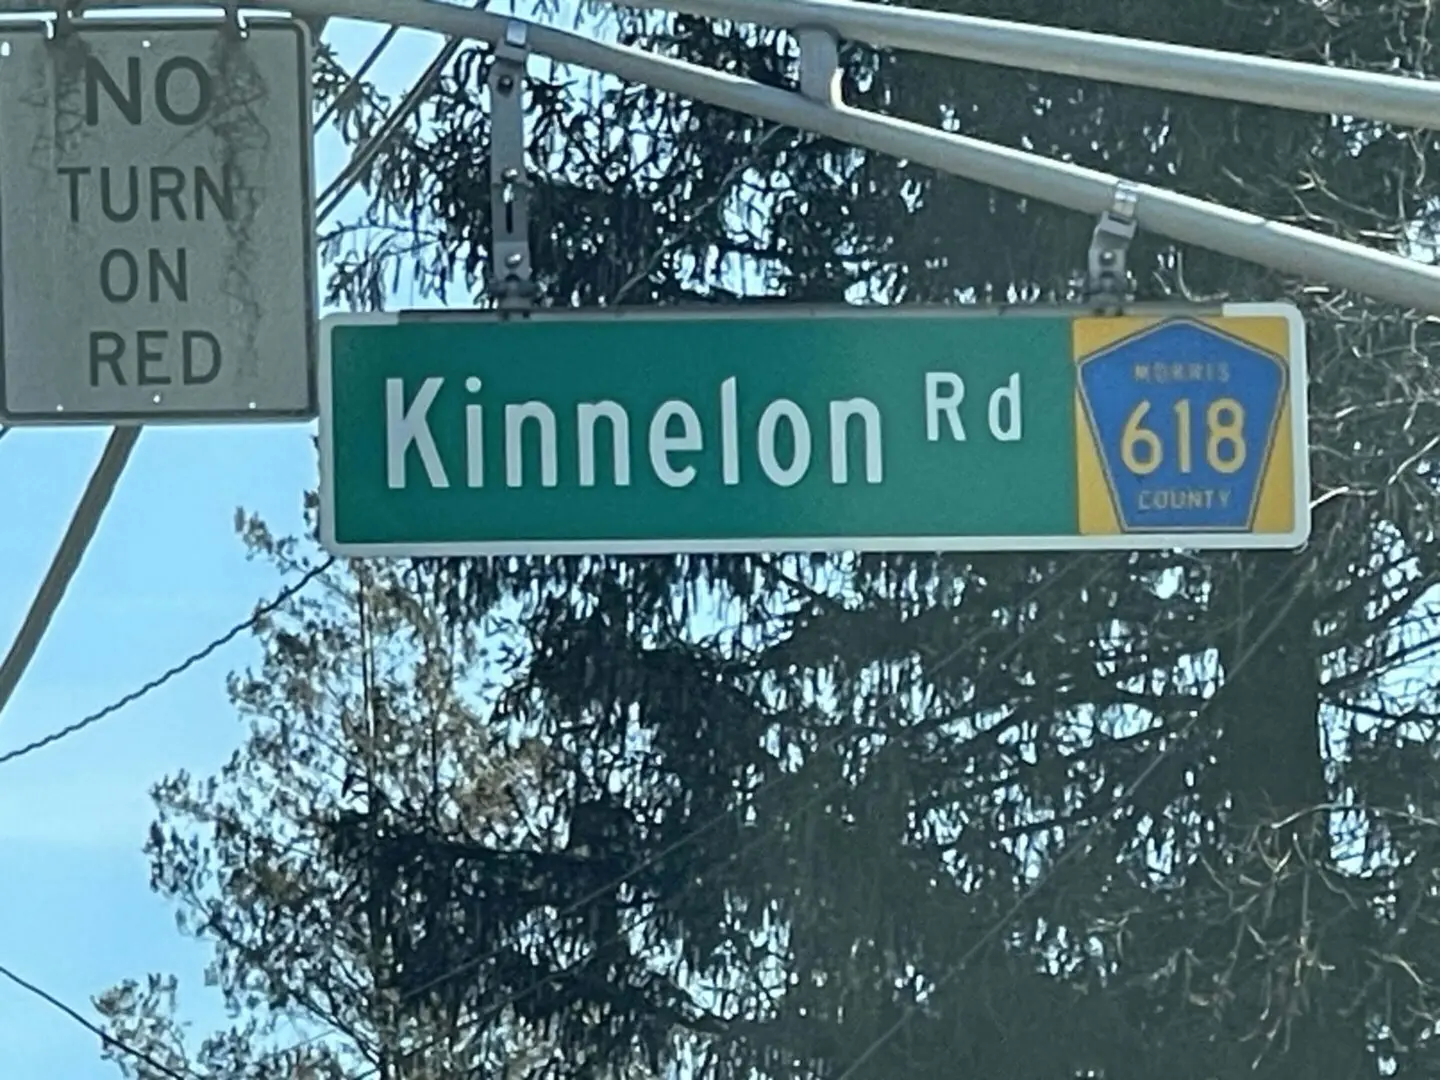 NO
TURN
ON
RED
Kinnelon Rd
MORRIS
618
COUNTY